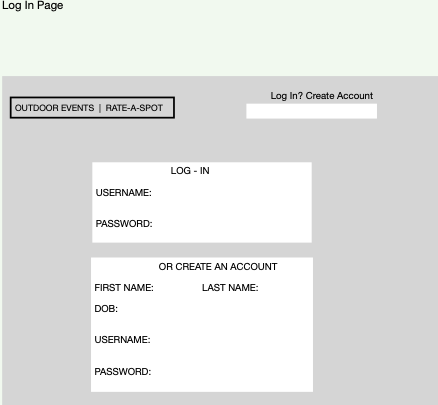 Log In Page
Log In? Create Account
OUTDOOR EVENTS | RATE-A-SPOT
LOG - IN
USERNAME:
PASSWORD:
OR CREATE AN ACCOUNT
FIRST NAME: LAST NAME:
DOB:
USERNAME:
PASSWORD: